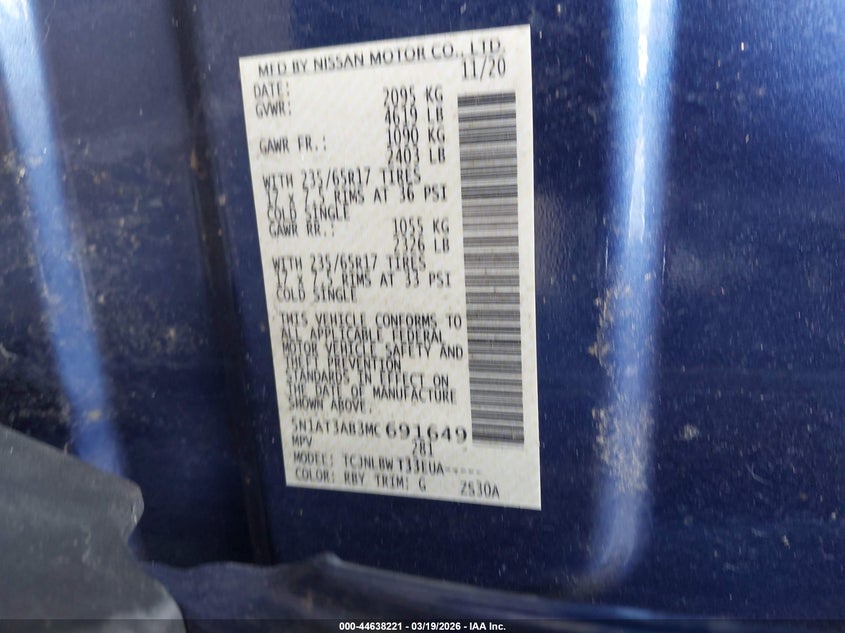 MFD BY NISSAN MOTOR CO., LTD.
DATE: 11/20
GVWR: 2095 KG
4619 LB
GAWR FR.: 1090 KG
2403 LB
WITH 235/65R17 TIRES
17 x 7.5 RIMS AT 36 PSI
COLD SINGLE
GAWR RR.: 1055 KG
2326 LB
WITH 235/65R17 TIRES
17 x 7.5 RIMS AT 33 PSI
COLD SINGLE
THIS VEHICLE CONFORMS TO
ALL APPLICABLE FEDERAL
MOTOR VEHICLE SAFETY AND
PREVENTION
STANDARDS IN EFFECT ON
THE DATE OF MANUFACTURE
SHOWN ABOVE.
5N1AT3AB3MC 691649
MPV 2B1
MODEL: TCJNLBWT33EUA-----
COLOR: RBY TRIM: G ZS30A
000-44638221 | 03/19/2026 - IAA Inc.